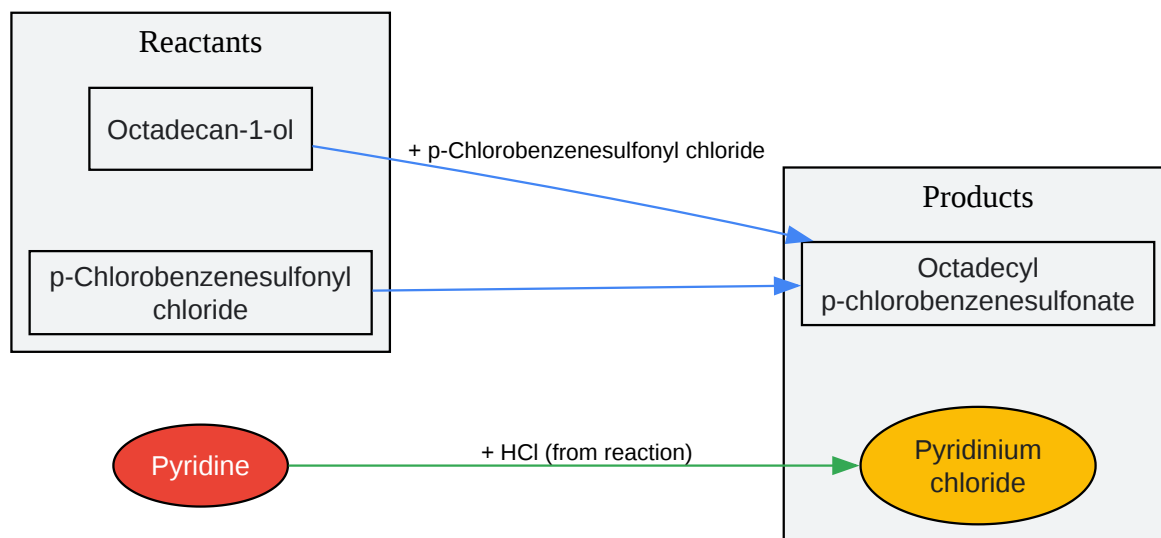 Reactants
Octadecan-1-ol
+ p-Chlorobenzenesulfonyl chloride
Products
p-Chlorobenzenesulfonyl
chloride
Octadecyl
p-chlorobenzenesulfonate
Pyridine
+ HCl (from reaction)
Pyridinium
chloride